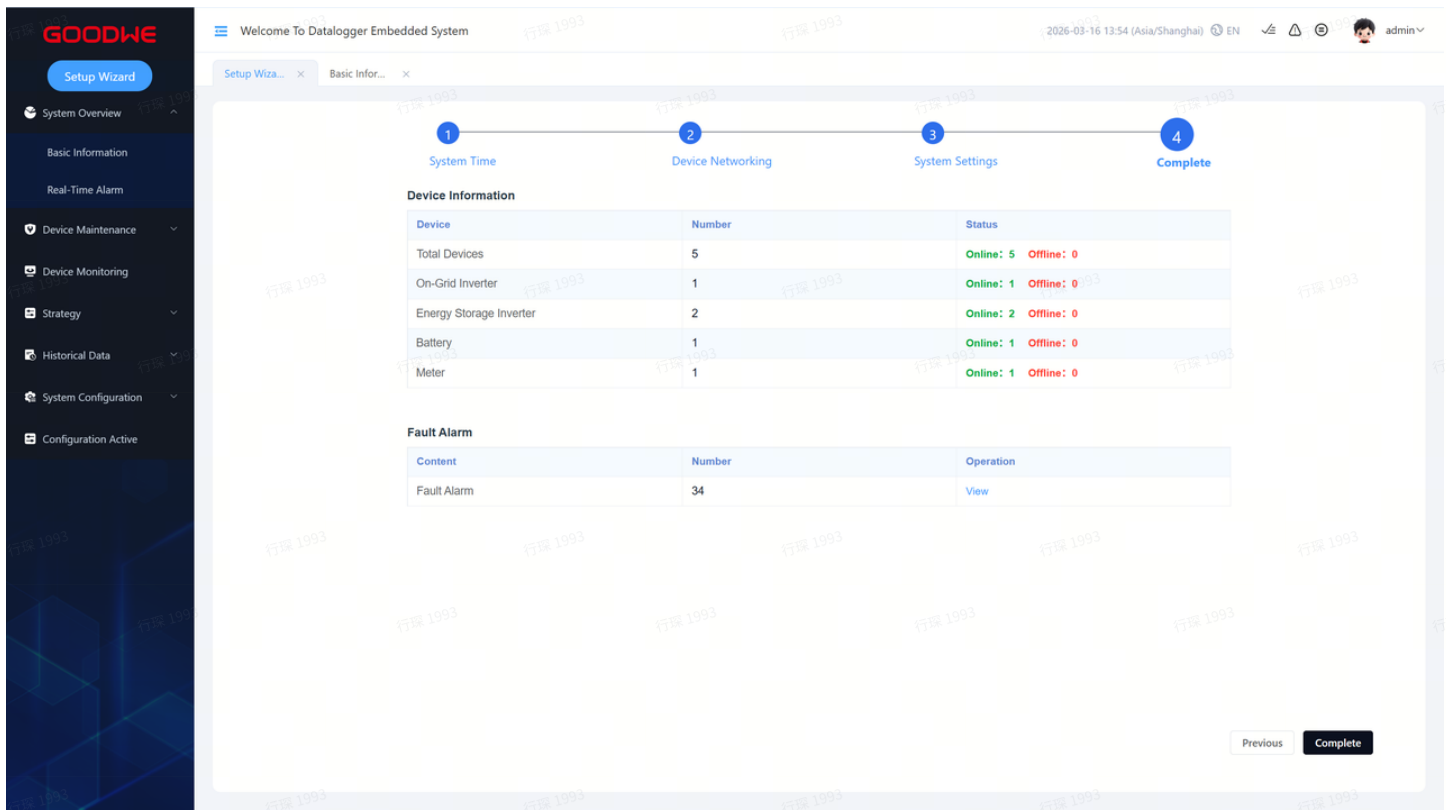 GOODWE
Welcome To Datalogger Embedded System
2026-03-16 13:54 (Asia/Shanghai) EN
admin
Setup Wizard
Setup Wiza... ×
Basic Infor... ×
System Overview
Basic Information
Real-Time Alarm
Device Maintenance
Device Monitoring
Strategy
Historical Data
System Configuration
Configuration Active
1 2 3 4
System Time Device Networking System Settings Complete
Device Information
Device Number Status
Total Devices 5 Online: 5 Offline: 0
On-Grid Inverter 1 Online: 1 Offline: 0
Energy Storage Inverter 2 Online: 2 Offline: 0
Battery 1 Online: 1 Offline: 0
Meter 1 Online: 1 Offline: 0
Fault Alarm
Content Number Operation
Fault Alarm 34 View
Previous Complete
行琛 1993